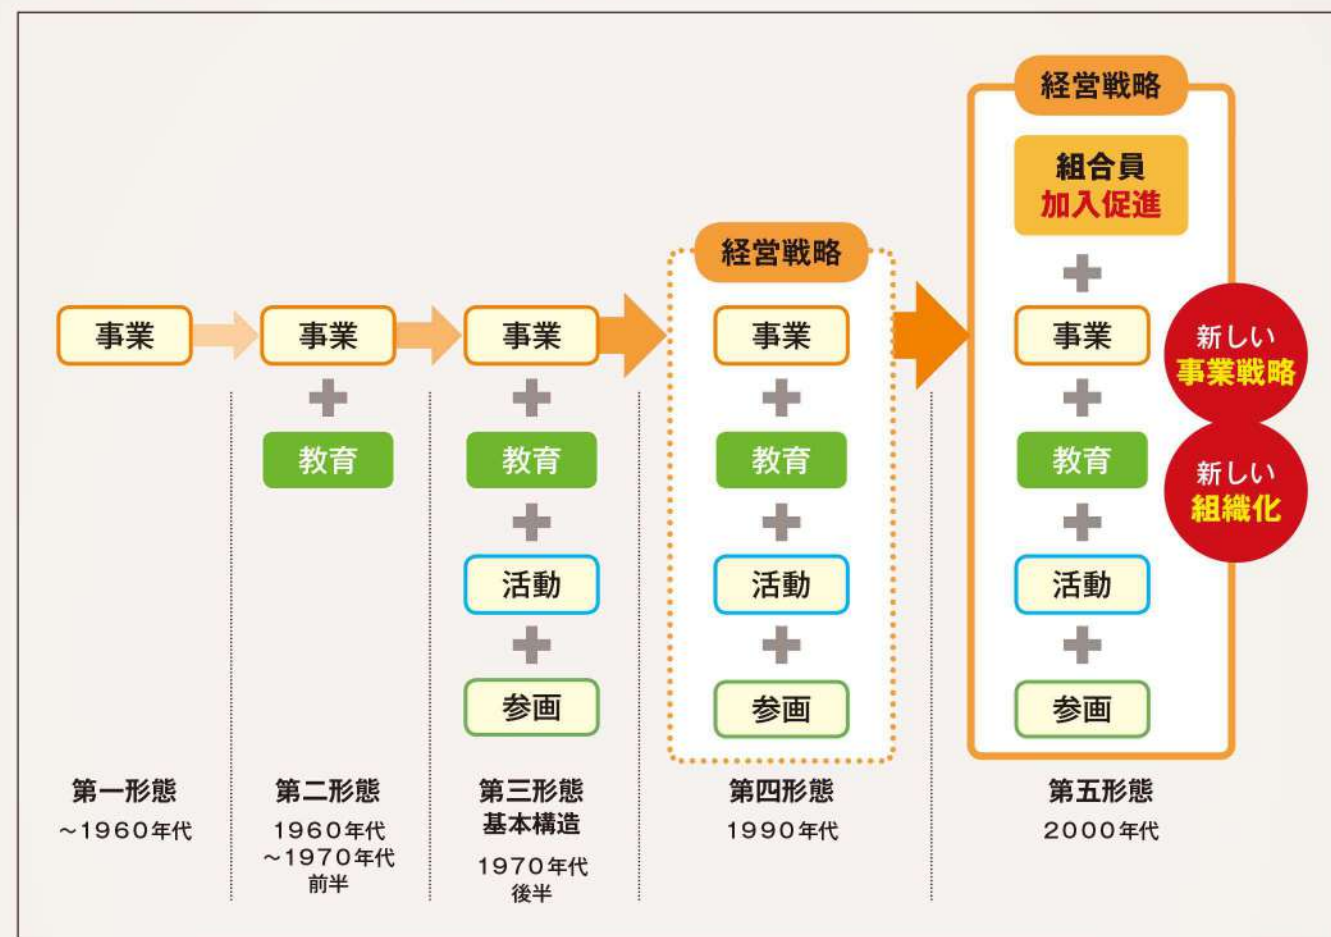 事業
第一形態
~1960年代
事業
+
教育
第二形態
1960年代
~1970年代
前半
事業
+
教育
+
活動
+
参画
第三形態
基本構造
1970年代
後半
経営戦略
事業
+
教育
+
活動
+
参画
第四形態
1990年代
経営戦略
組合員
加入促進
+
事業
+
教育
+
活動
+
参画
新しい
事業戦略
新しい
組織化
第五形態
2000年代